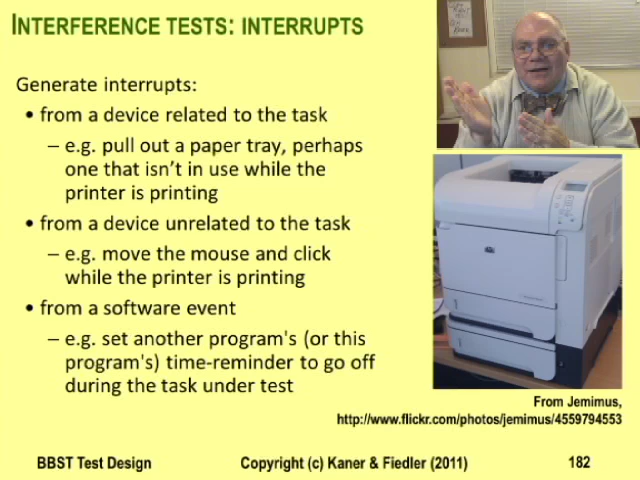 INTERFERENCE TESTS: INTERRUPTS
Generate interrupts:
• from a device related to the task
– e.g. pull out a paper tray, perhaps
one that isn't in use while the
printer is printing
• from a device unrelated to the task
– e.g. move the mouse and click
while the printer is printing
• from a software event
– e.g. set another program's (or this
program's) time-reminder to go off
during the task under test
From Jemimus,
http://www.flickr.com/photos/jemimus/4559794553
BBST Test Design
Copyright (c) Kaner & Fiedler (2011)
182